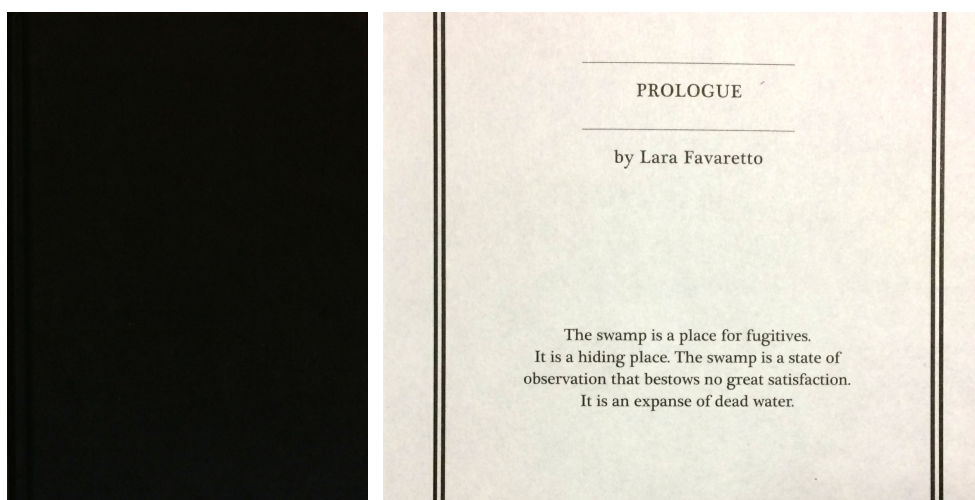 PROLOGUE
by Lara Favaretto
The swamp is a place for fugitives.
It is a hiding place. The swamp is a state of
observation that bestows no great satisfaction.
It is an expanse of dead water.